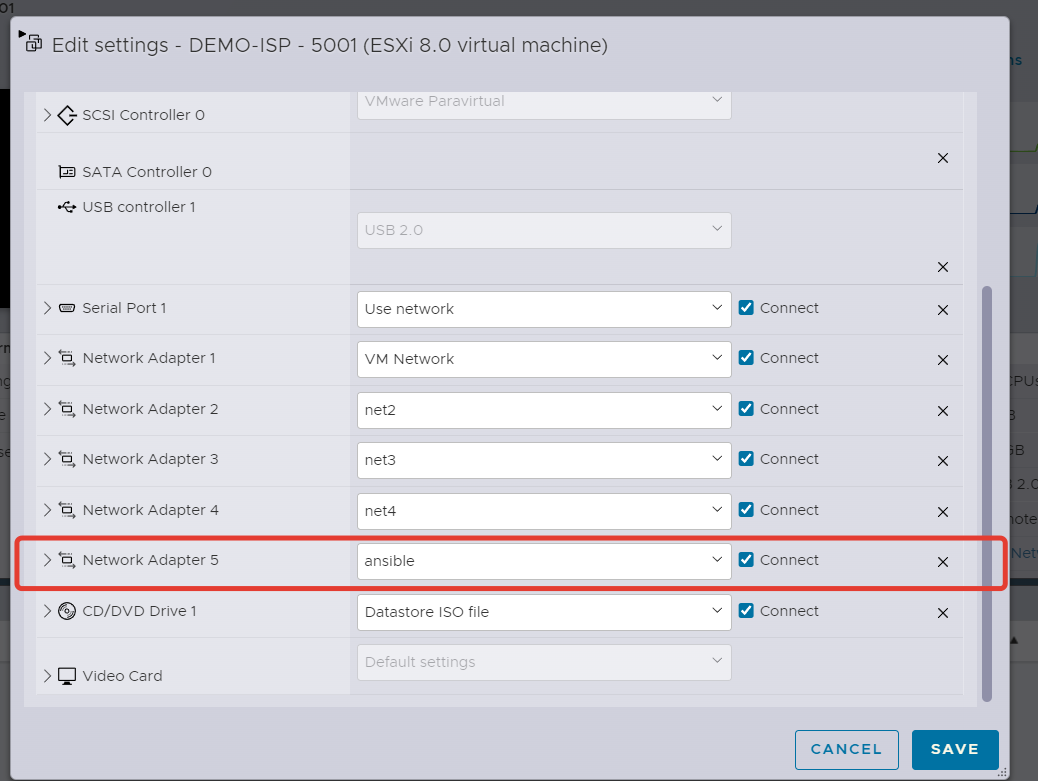 01
Edit settings - DEMO-ISP - 5001 (ESXi 8.0 virtual machine)
SCSI Controller 0
VMware Paravirtual
SATA Controller 0
USB controller 1
USB 2.0
Serial Port 1
Use network
Connect
Network Adapter 1
VM Network
Connect
Network Adapter 2
net2
Connect
Network Adapter 3
net3
Connect
Network Adapter 4
net4
Connect
Network Adapter 5
ansible
Connect
CD/DVD Drive 1
Datastore ISO file
Connect
Video Card
Default settings
CANCEL
SAVE